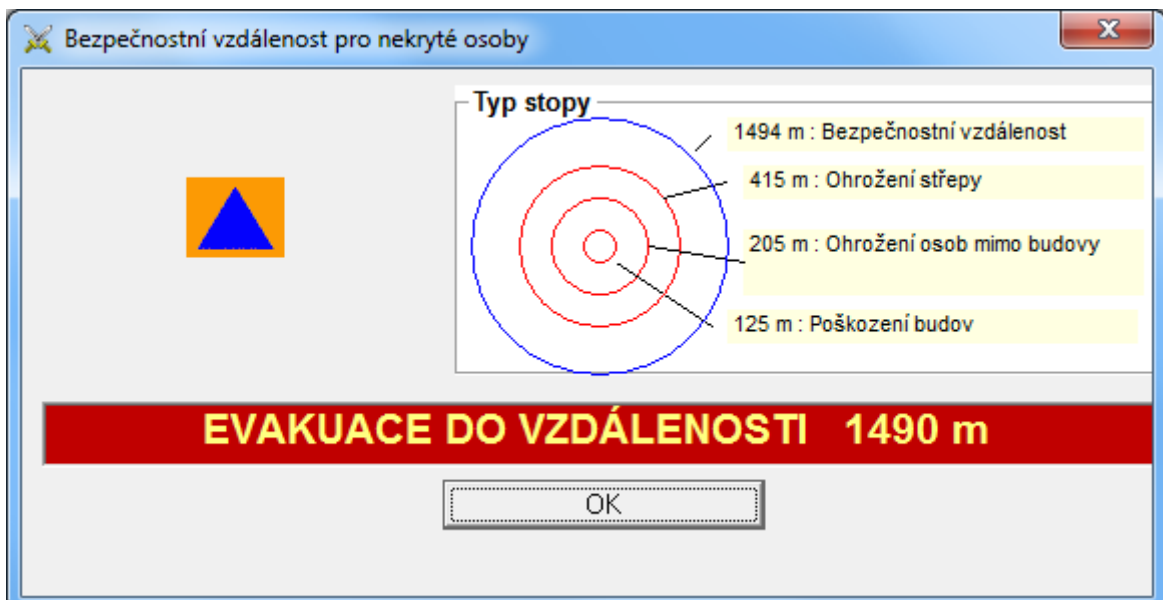 Bezpečnostní vzdálenost pro nekryté osoby
Typ stopy
1494 m : Bezpečnostní vzdálenost
415 m : Ohrožení střepy
205 m : Ohrožení osob mimo budovy
125 m : Poškození budov
EVAKUACE DO VZDÁLENOSTI 1490 m
OK